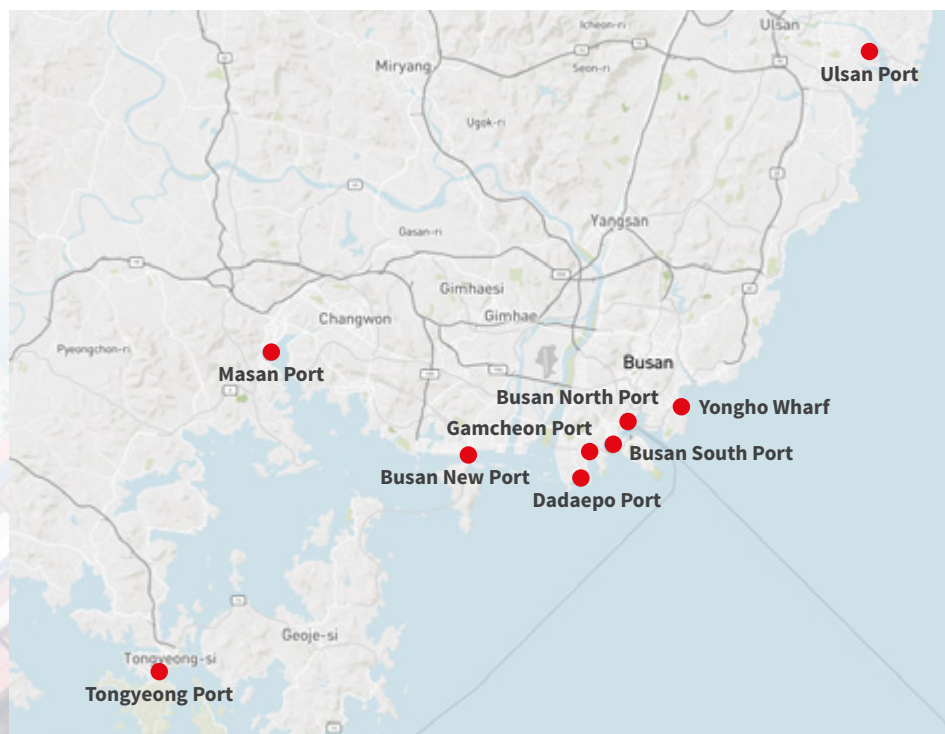 Icheon-ri
Ulsan
Ulsan Port
Miryang
Seon-ri
Ugok-ri
Yangsan
Gasan-ri
Gimhaesi
Gimhae
Changwon
Pyeongchon-ri
Masan Port
Busan
Busan North Port
Yongho Wharf
Gamcheon Port
Busan South Port
Busan New Port
Dadaepo Port
Geoje-si
Tongyeong-si
Tongyeong Port